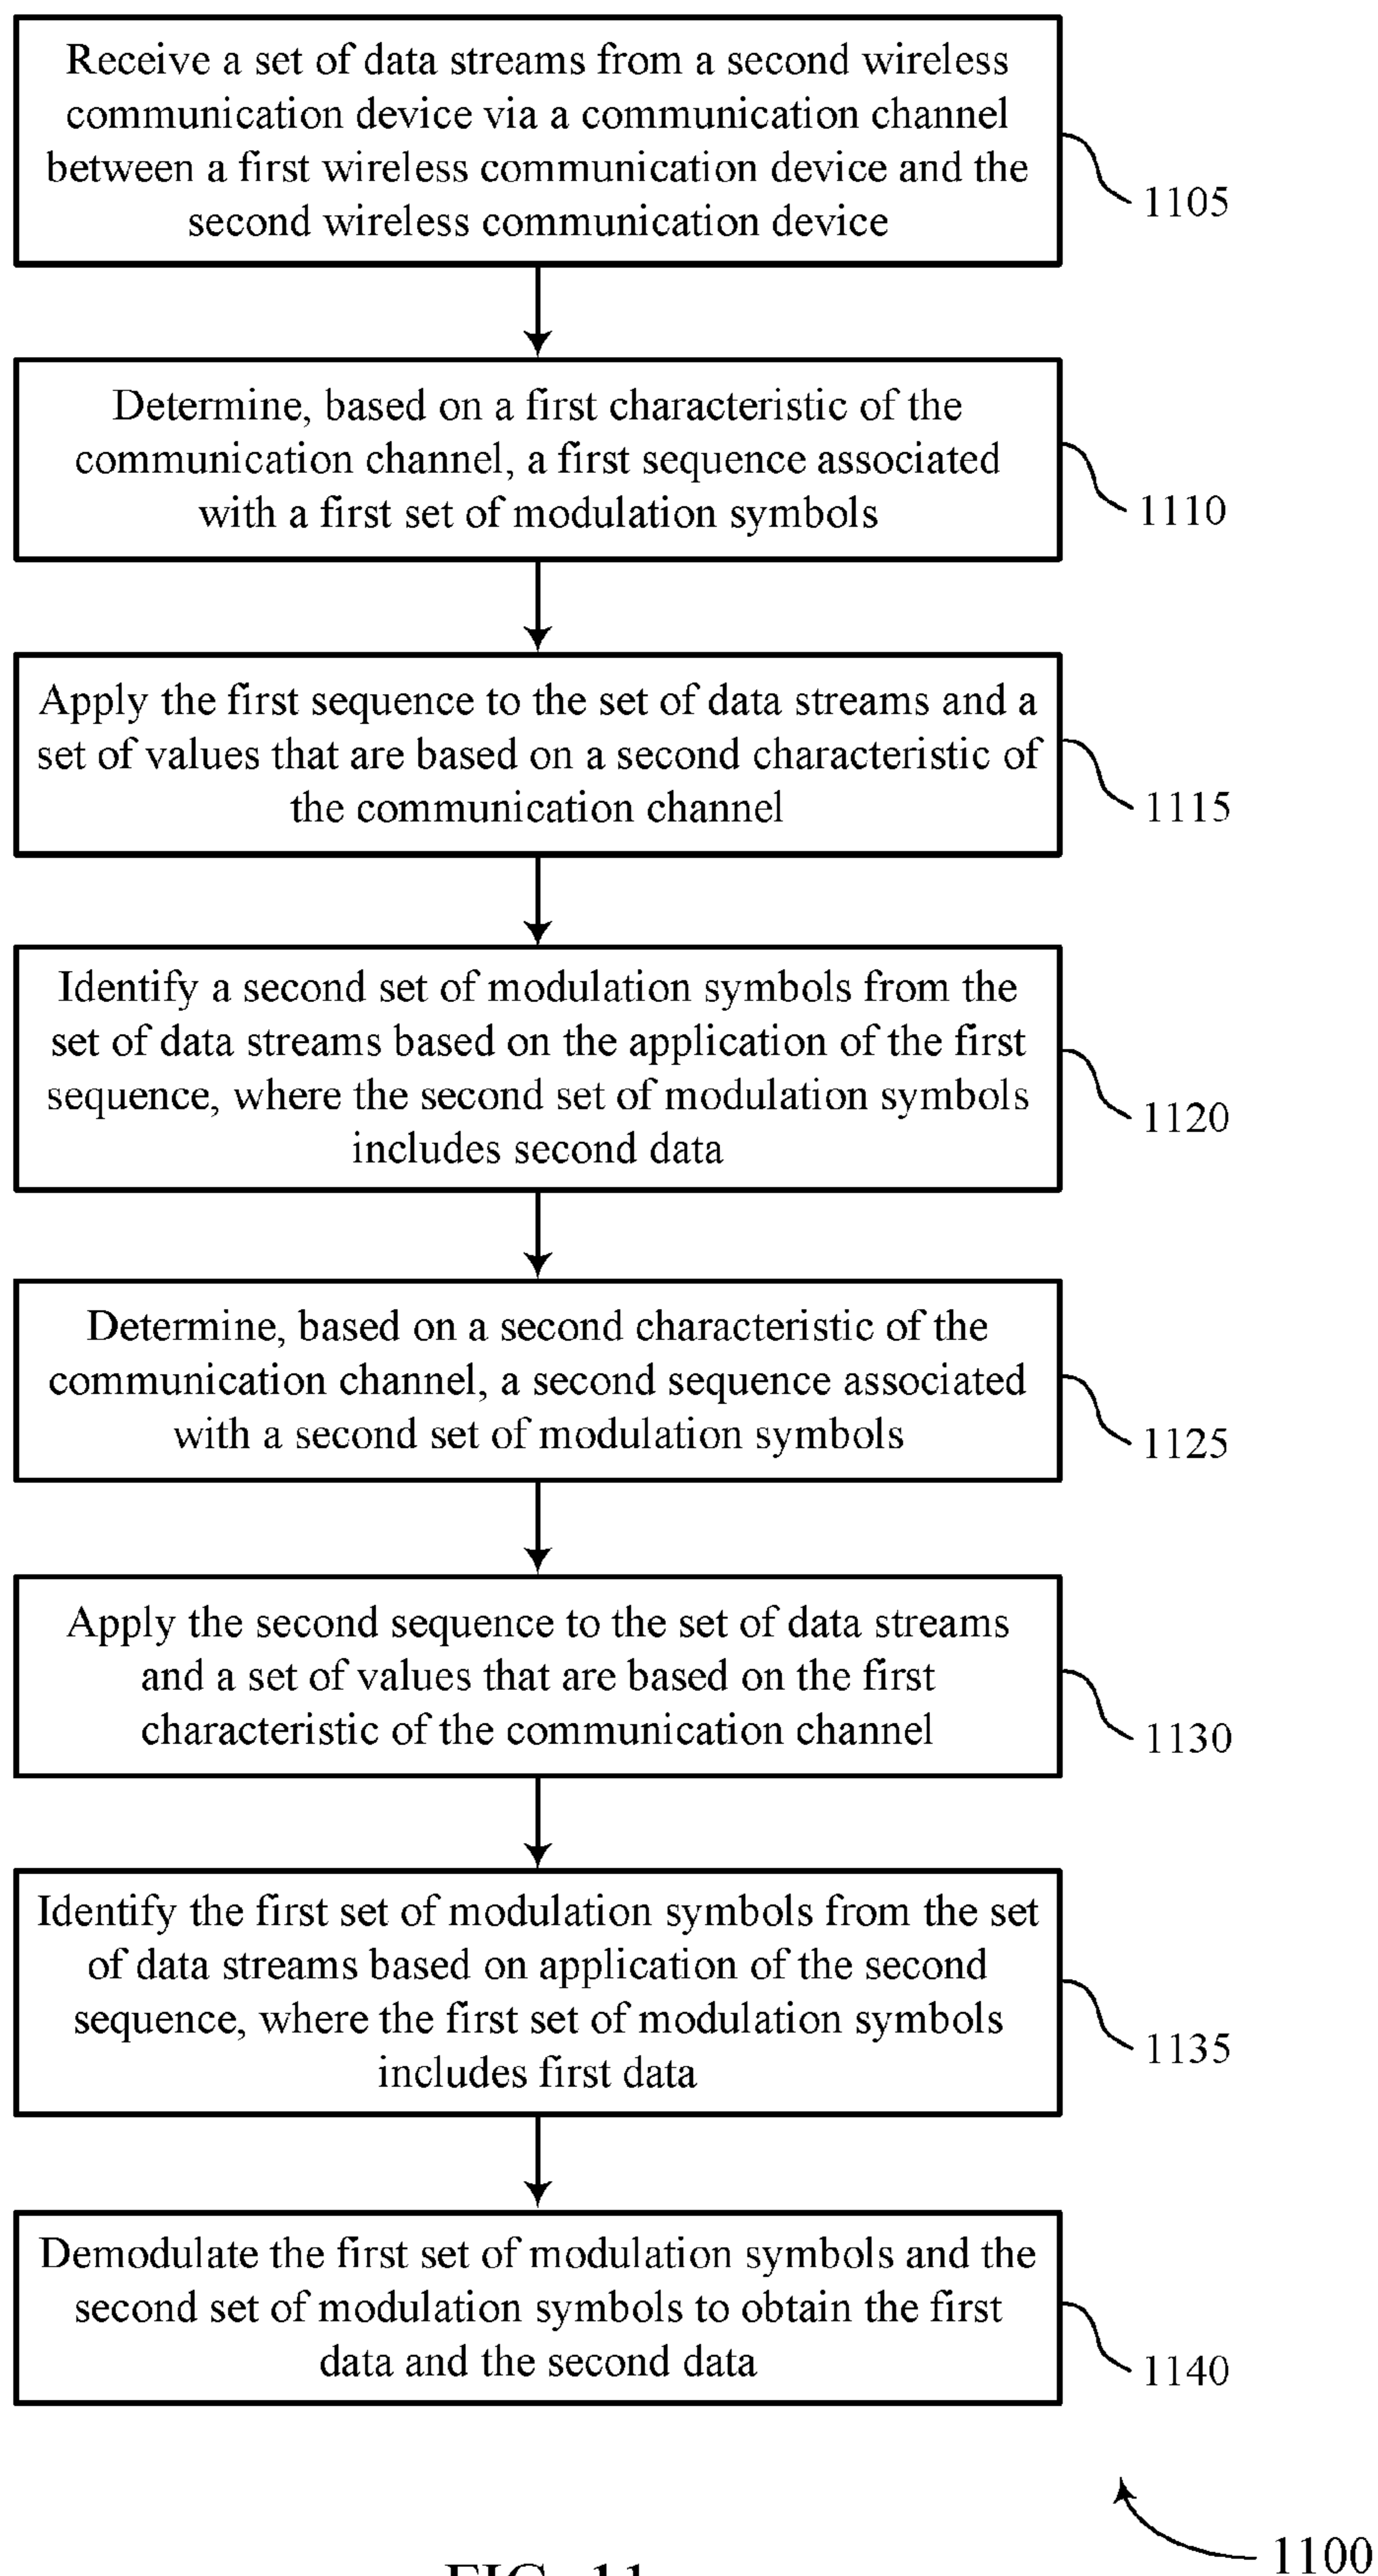 Receive a set of data streams from a second wireless
communication device via a communication channel
between a first wireless communication device and the
second wireless communication device
1105
Determine, based on a first characteristic of the
communication channel, a first sequence associated
with a first set of modulation symbols
1110
Apply the first sequence to the set of data streams and a
set of values that are based on a second characteristic of
the communication channel
1115
Identify a second set of modulation symbols from the
set of data streams based on the application of the first
sequence, where the second set of modulation symbols
includes second data
1120
Determine, based on a second characteristic of the
communication channel, a second sequence associated
with a second set of modulation symbols
1125
Apply the second sequence to the set of data streams
and a set of values that are based on the first
characteristic of the communication channel
1130
Identify the first set of modulation symbols from the set
of data streams based on application of the second
sequence, where the first set of modulation symbols
includes first data
1135
Demodulate the first set of modulation symbols and the
second set of modulation symbols to obtain the first
data and the second data
1140
1100
FIG. 11